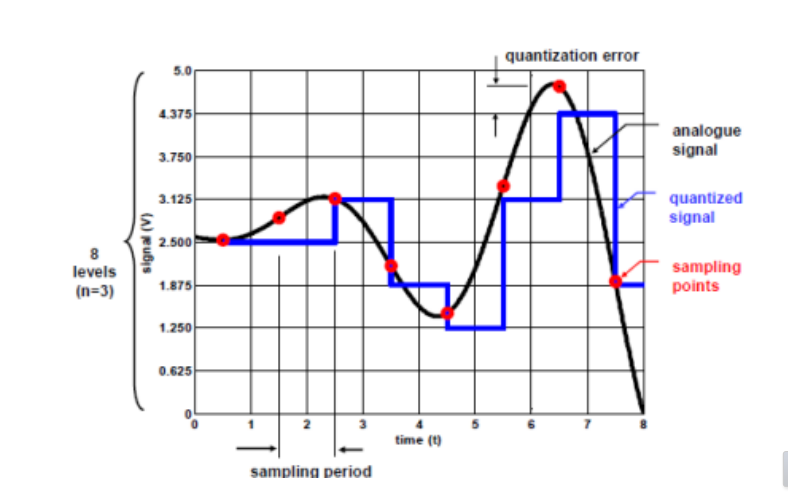 quantization error
5.0
4.375
3.750
3.125
2.500
1.875
1.250
0.625
0
signal (V)
8
levels
(n=3)
analogue
signal
quantized
signal
sampling
points
0 1 2 3 4 5 6 7 8
time (t)
sampling period